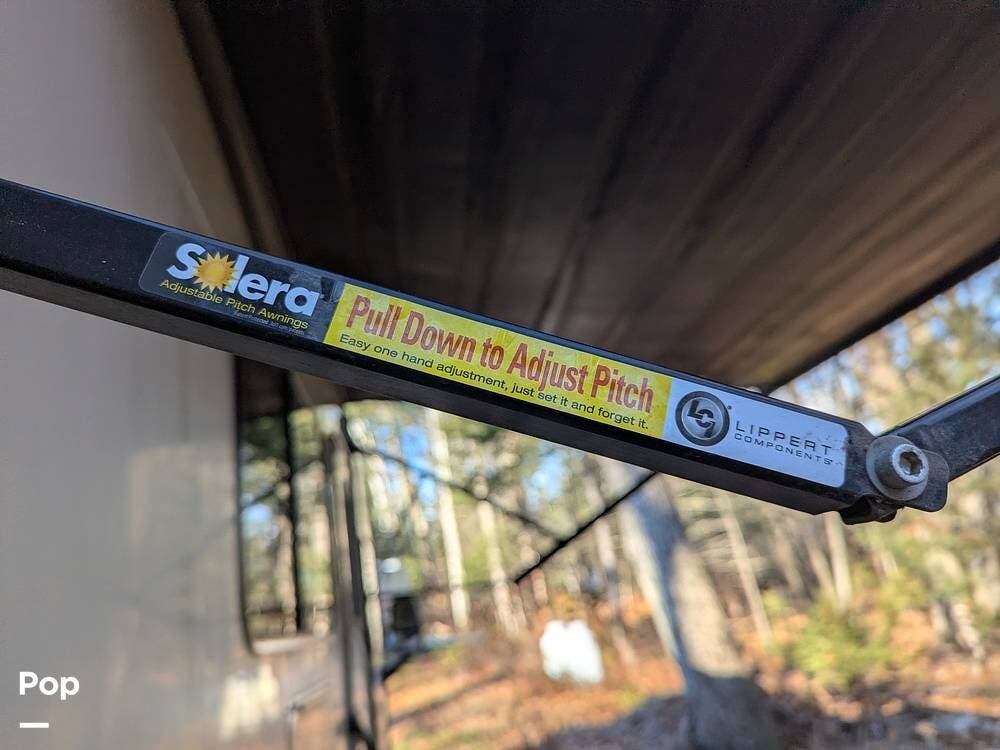 Solera
Adjustable Pitch Awnings
Pull Down to Adjust Pitch
Easy one hand adjustment, just set it and forget it.
LIPPERT
COMPONENTS
Pop